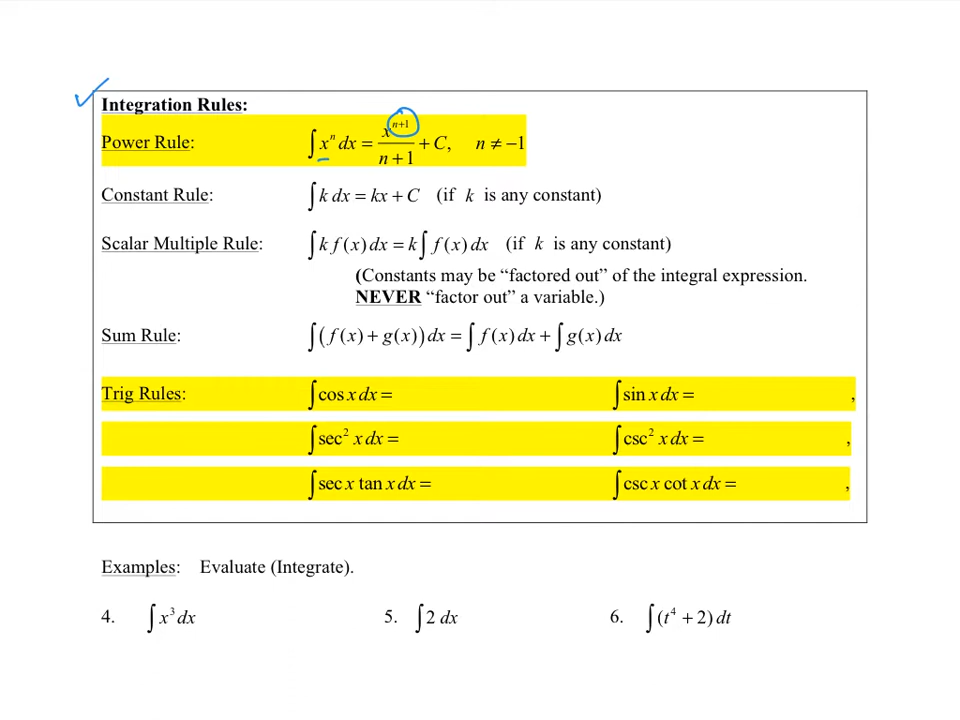 Integration Rules:
Power Rule: ∫xⁿ dx = xⁿ⁺¹/(n+1) + C, n ≠ −1
Constant Rule: ∫k dx = kx + C (if k is any constant)
Scalar Multiple Rule: ∫k f(x) dx = k∫ f(x) dx (if k is any constant)
(Constants may be “factored out” of the integral expression.
NEVER “factor out” a variable.)
Sum Rule: ∫(f(x) + g(x)) dx = ∫f(x) dx + ∫g(x) dx
Trig Rules: ∫cos x dx = ∫sin x dx = ,
∫sec² x dx = ∫csc² x dx = ,
∫sec x tan x dx = ∫csc x cot x dx = ,
Examples: Evaluate (Integrate).
4. ∫x³ dx 5. ∫2 dx 6. ∫(t⁴ + 2) dt